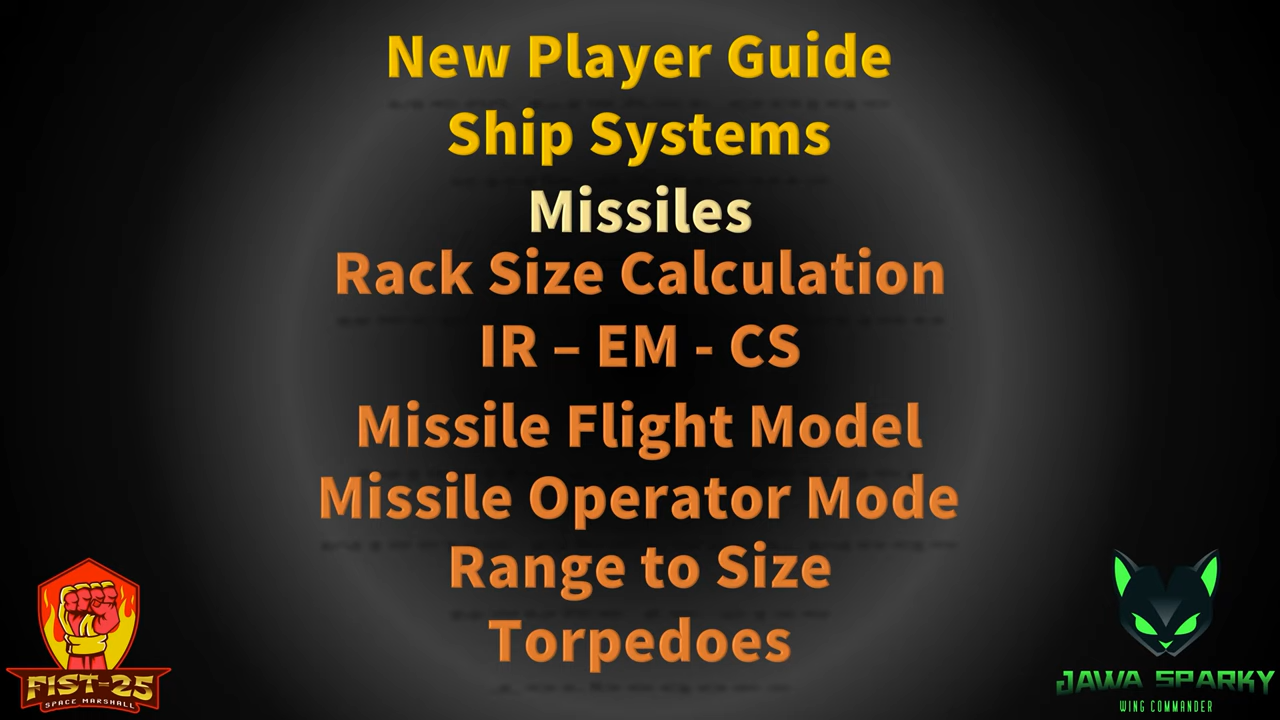 New Player Guide
Ship Systems
Missiles
Rack Size Calculation
IR – EM - CS
Missile Flight Model
Missile Operator Mode
Range to Size
Torpedoes
FIST-25
SPACE MARSHALL
JAWA SPARKY
WING COMMANDER